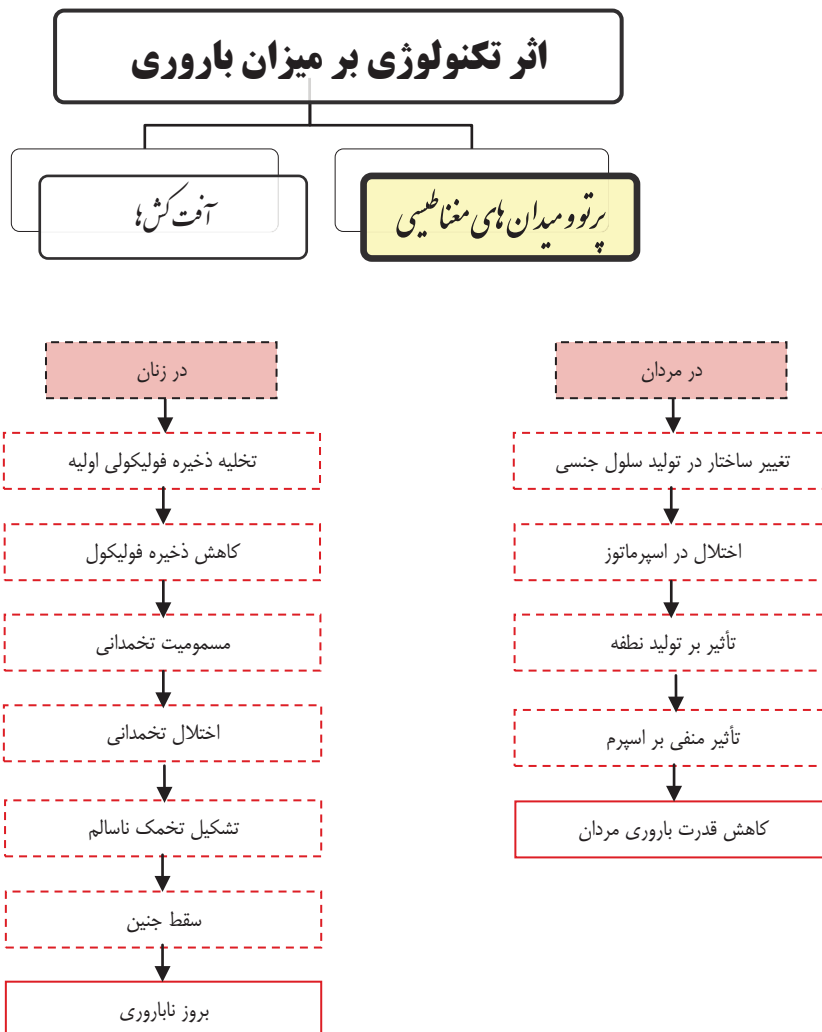 اثر تکنولوژی بر میزان باروری
پرتو و میدان های مغناطیسی
آفت کش ها
در مردان
تغییر ساختار در تولید سلول جنسی
اختلال در اسپرماتوز
تأثیر بر تولید نطفه
تأثیر منفی بر اسپرم
کاهش قدرت باروری مردان
در زنان
تخلیه ذخیره فولیکولی اولیه
کاهش ذخیره فولیکول
مسمومیت تخمدانی
اختلال تخمدانی
تشکیل تخمک ناسالم
سقط جنین
بروز ناباروری